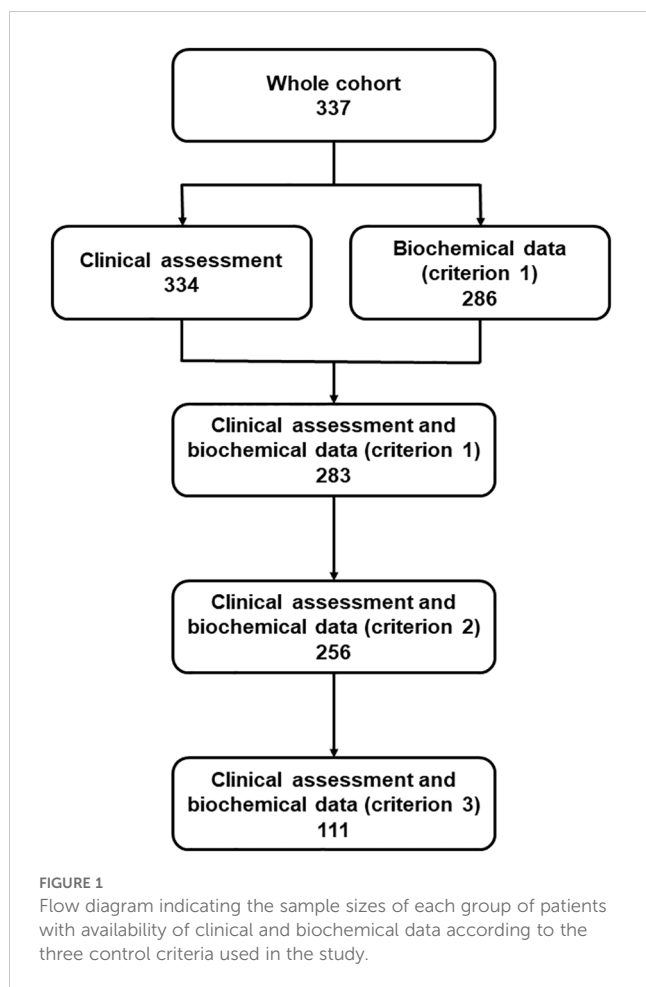 Whole cohort
337
Clinical assessment
334
Biochemical data
(criterion 1)
286
Clinical assessment and
biochemical data (criterion 1)
283
Clinical assessment and
biochemical data (criterion 2)
256
Clinical assessment and
biochemical data (criterion 3)
111
FIGURE 1
Flow diagram indicating the sample sizes of each group of patients
with availability of clinical and biochemical data according to the
three control criteria used in the study.